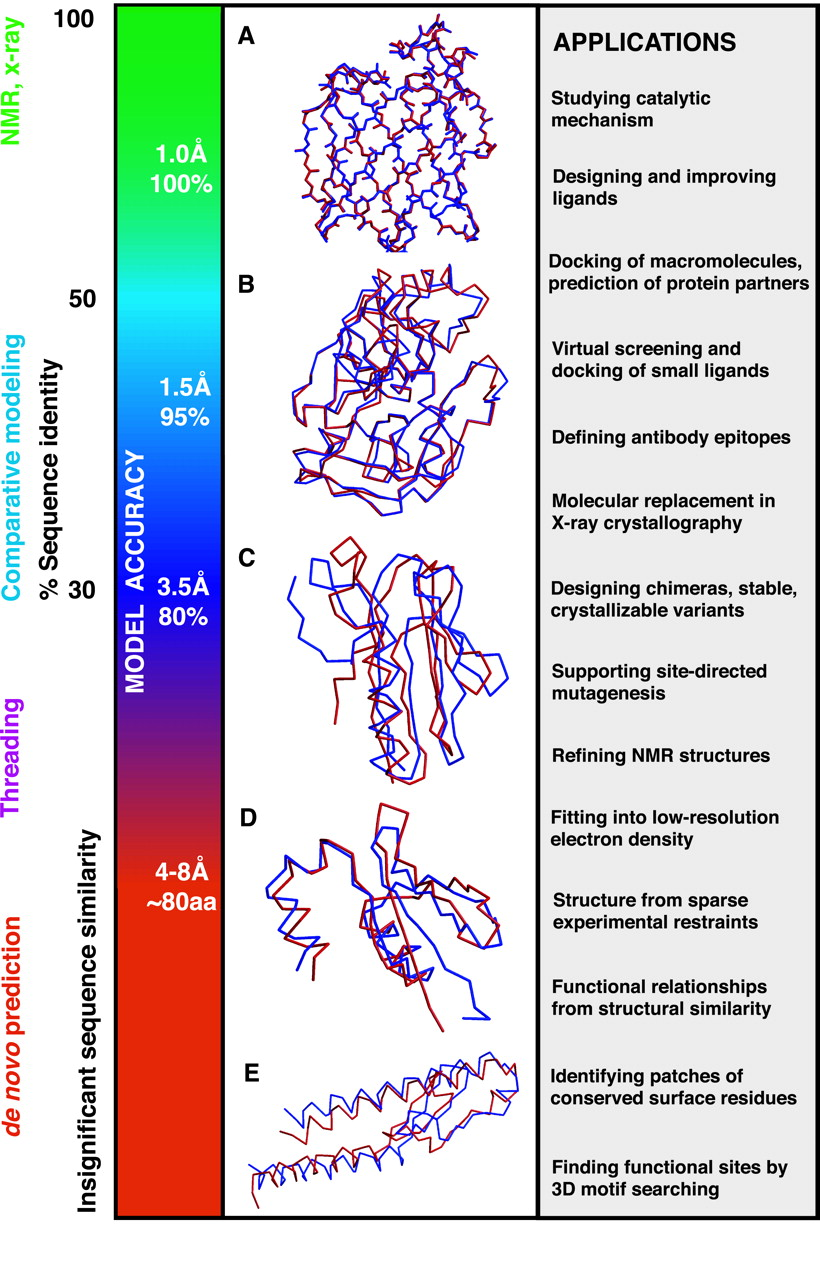 NMR, x-ray
Comparative modeling
Threading
de novo prediction
100
50
30
% Sequence identity
Insignificant sequence similarity
MODEL ACCURACY
1.0Å
100%
1.5Å
95%
3.5Å
80%
4-8Å
~80aa
A
B
C
D
E
APPLICATIONS
Studying catalytic
mechanism
Designing and improving
ligands
Docking of macromolecules,
prediction of protein partners
Virtual screening and
docking of small ligands
Defining antibody epitopes
Molecular replacement in
X-ray crystallography
Designing chimeras, stable,
crystallizable variants
Supporting site-directed
mutagenesis
Refining NMR structures
Fitting into low-resolution
electron density
Structure from sparse
experimental restraints
Functional relationships
from structural similarity
Identifying patches of
conserved surface residues
Finding functional sites by
3D motif searching